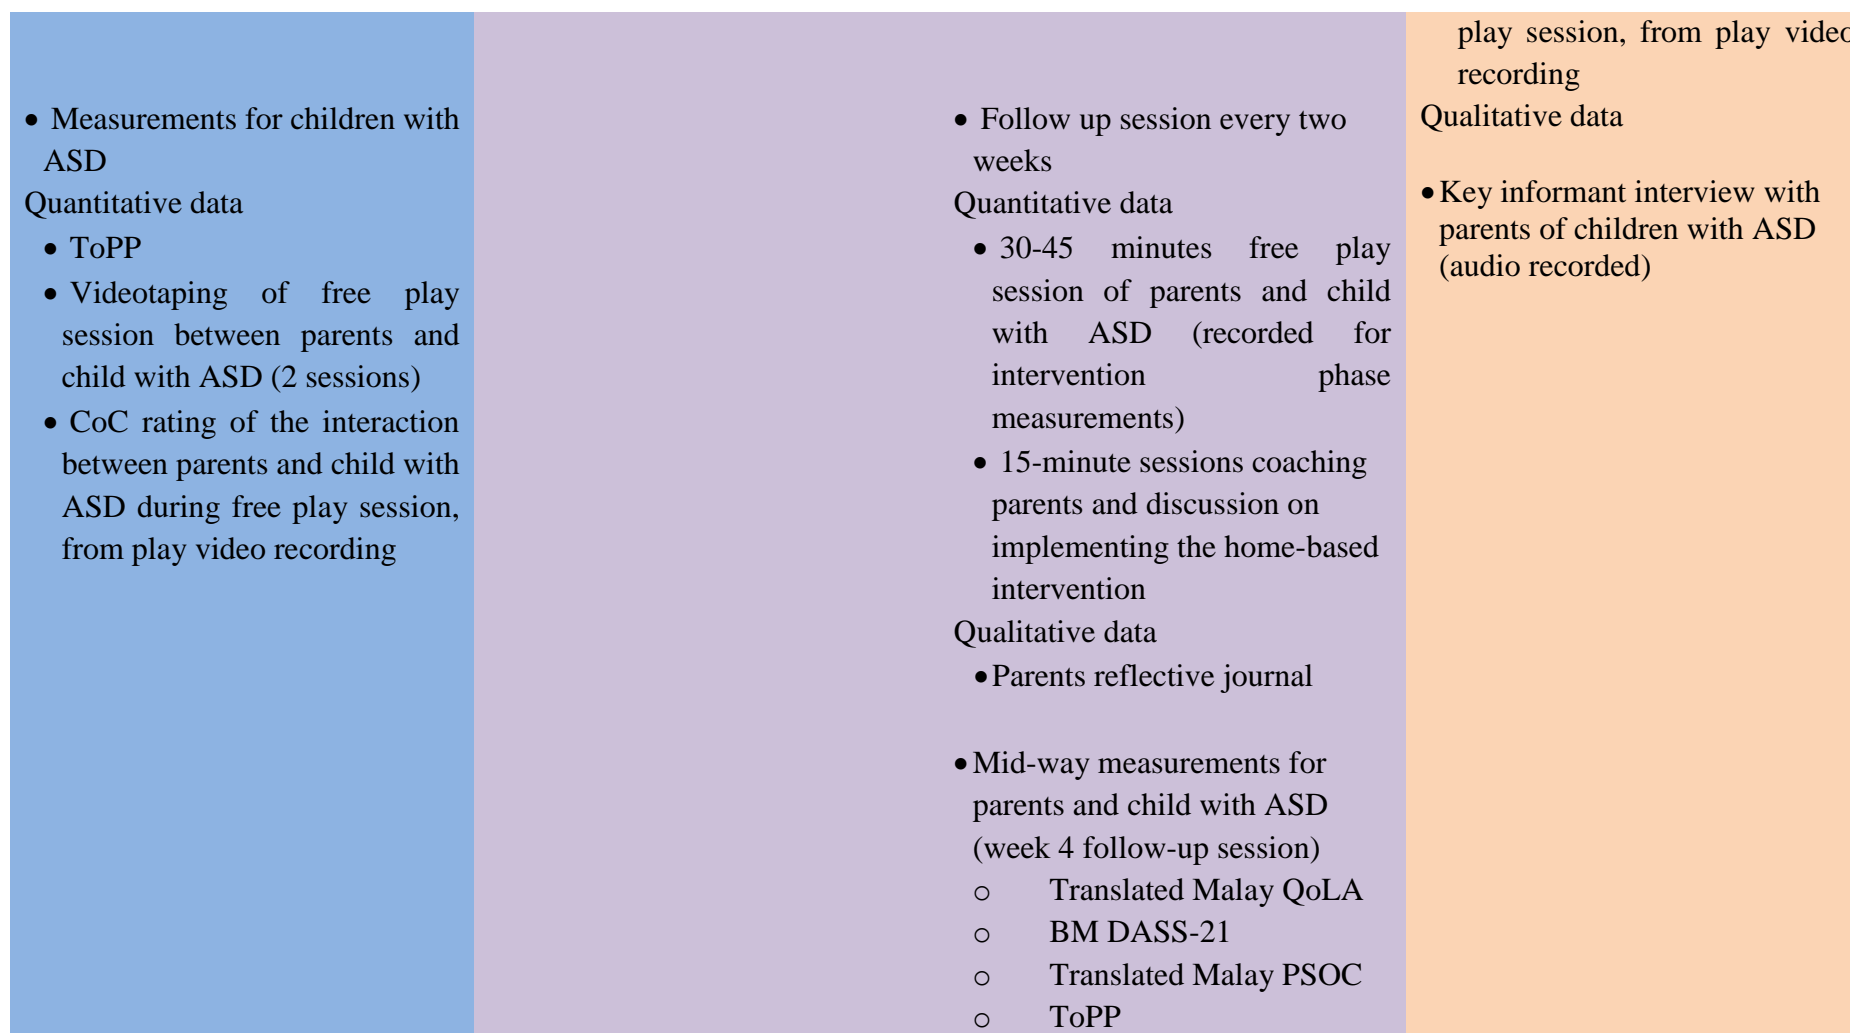 • Measurements for children with
ASD
Quantitative data
• ToPP
• Videotaping of free play
session between parents and
child with ASD (2 sessions)
• CoC rating of the interaction
between parents and child with
ASD during free play session,
from play video recording
• Follow up session every two
weeks
Quantitative data
• 30-45 minutes free play
session of parents and child
with ASD (recorded for
intervention phase
measurements)
• 15-minute sessions coaching
parents and discussion on
implementing the home-based
intervention
Qualitative data
• Parents reflective journal
• Mid-way measurements for
parents and child with ASD
(week 4 follow-up session)
o Translated Malay QoLA
o BM DASS-21
o Translated Malay PSOC
o ToPP
play session, from play video
recording
Qualitative data
• Key informant interview with
parents of children with ASD
(audio recorded)